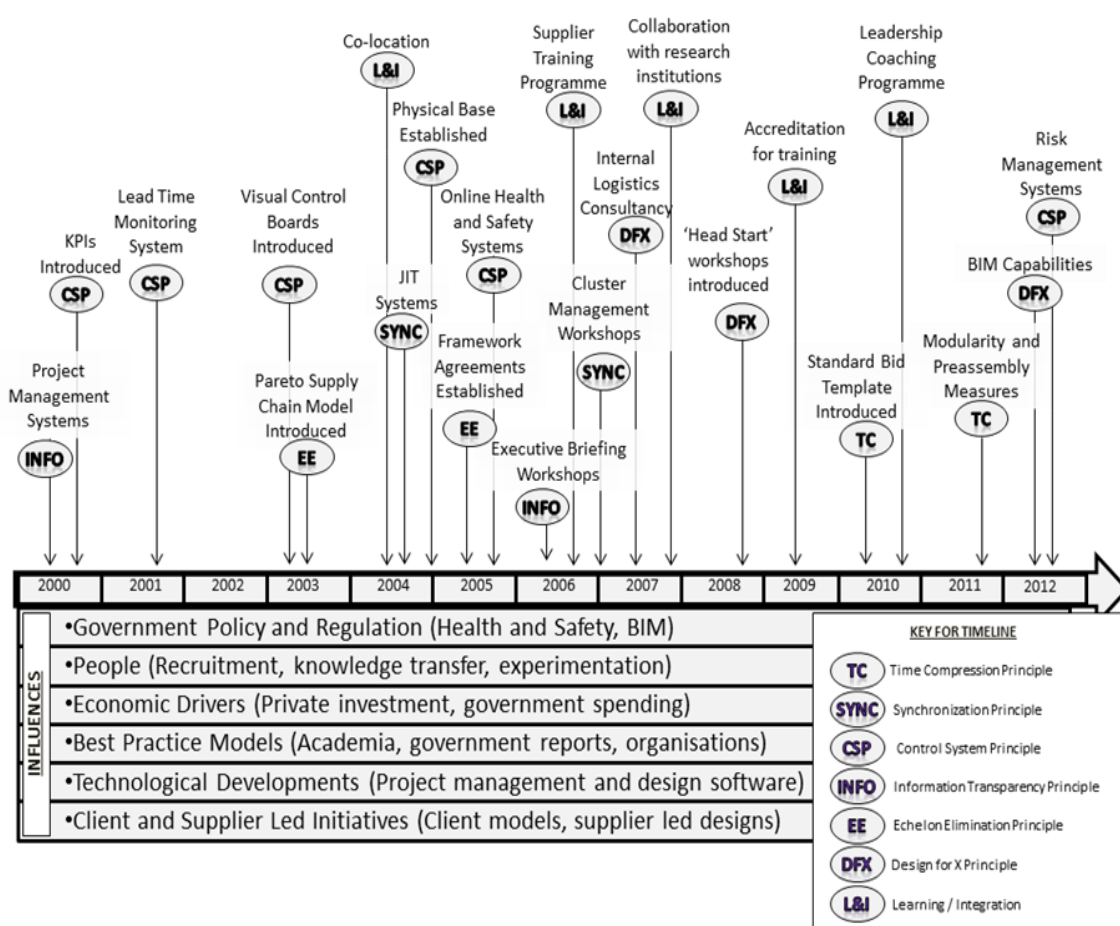 Co-location
L&I
Supplier
Training
Programme
L&I
Collaboration
with research
institutions
L&I
Leadership
Coaching
Programme
L&I
Physical Base
Established
CSP
Accreditation
for training
L&I
Risk
Management
Systems
CSP
Internal
Logistics
Consultancy
DFX
Lead Time
Monitoring
System
CSP
Visual Control
Boards
Introduced
CSP
Online Health
and Safety
Systems
CSP
KPIs
Introduced
CSP
‘Head Start’
workshops
introduced
DFX
BIM Capabilities
DFX
JIT
Systems
SYNC
Cluster
Management
Workshops
SYNC
Framework
Agreements
Established
EE
Modularity and
Preassembly
Measures
TC
Standard Bid
Template
Introduced
TC
Project
Management
Systems
INFO
Pareto Supply
Chain Model
Introduced
EE
Executive Briefing
Workshops
INFO
2000 2001 2002 2003 2004 2005 2006 2007 2008 2009 2010 2011 2012
INFLUENCES
•Government Policy and Regulation (Health and Safety, BIM)
•People (Recruitment, knowledge transfer, experimentation)
•Economic Drivers (Private investment, government spending)
•Best Practice Models (Academia, government reports, organisations)
•Technological Developments (Project management and design software)
•Client and Supplier Led Initiatives (Client models, supplier led designs)
KEY FOR TIMELINE
TC Time Compression Principle
SYNC Synchronization Principle
CSP Control System Principle
INFO Information Transparency Principle
EE Echelon Elimination Principle
DFX Design for X Principle
L&I Learning / Integration